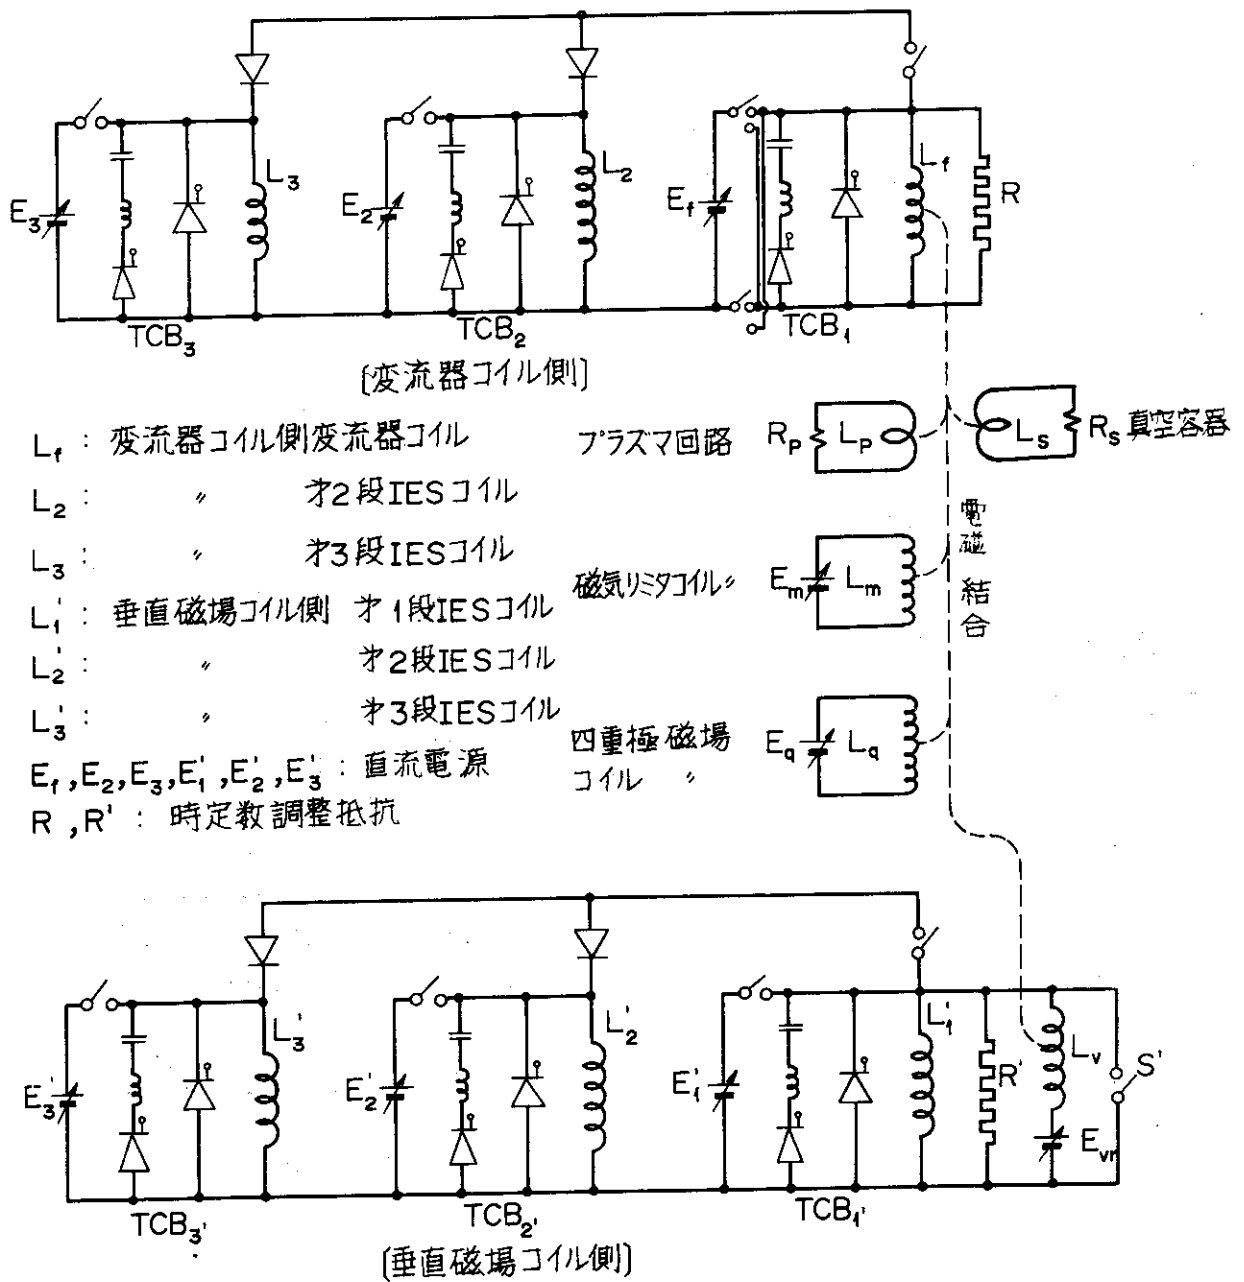 L3
L2
Lf
R
E3
E2
Ef
TCB3
TCB2
TCB1
〔変流器コイル側〕
Lf : 変流器コイル側変流器コイル
L2 : 〃 才2段IESコイル
L3 : 〃 才3段IESコイル
L1' : 垂直磁場コイル側 才1段IESコイル
L2' : 〃 才2段IESコイル
L3' : 〃 才3段IESコイル
Ef,E2,E3,E1',E2',E3' : 直流電源
R,R' : 時定数調整抵抗
プラズマ回路
Rp
Lp
Ls
Rs 真空容器
磁気リミタコイル〃
Em
Lm
電磁結合
四重極磁場
コイル 〃
Eq
Lq
L3'
L2'
L1'
R'
Lv
S'
E3'
E2'
E1'
Evr
TCB3'
TCB2'
TCB1'
〔垂直磁場コイル側〕